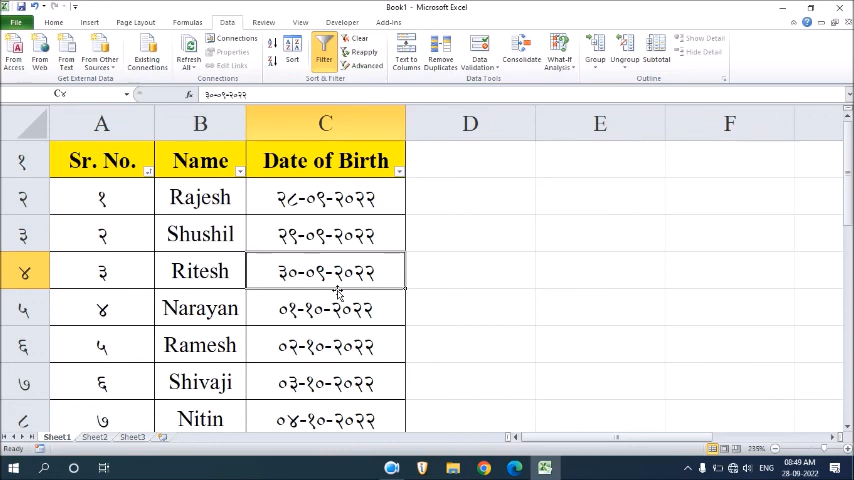 Book1 - Microsoft Excel
File Home Insert Page Layout Formulas Data Review View Developer Add-Ins
From Access From Web From Text From Other Sources Existing Connections Refresh All Connections Properties Edit Links Sort Filter Clear Reapply Advanced Text to Columns Remove Duplicates Data Validation Consolidate What-If Analysis Group Ungroup Subtotal Show Detail Hide Detail
Get External Data Connections Sort & Filter Data Tools Outline
C४ fx ३०-०९-२०२२
A B C D E F
१ Sr. No. Name Date of Birth
२ १ Rajesh २८-०९-२०२२
३ २ Shushil २९-०९-२०२२
४ ३ Ritesh ३०-०९-२०२२
५ ४ Narayan ०१-१०-२०२२
६ ५ Ramesh ०२-१०-२०२२
७ ६ Shivaji ०३-१०-२०२२
८ ७ Nitin ०४-१०-२०२२
Sheet1 Sheet2 Sheet3
Ready 235%
ENG 08:49 AM
28-09-2022